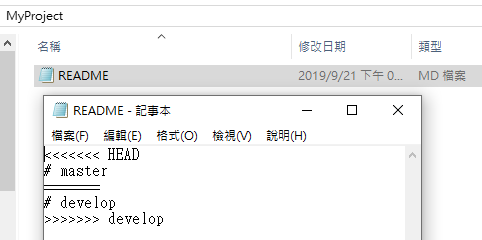 MyProject
名稱 修改日期 類型
README 2019/9/21 下午 0... MD 檔案
README - 記事本
檔案(F) 編輯(E) 格式(O) 檢視(V) 說明(H)
<<<<<<< HEAD
# master
=======
# develop
>>>>>>> develop